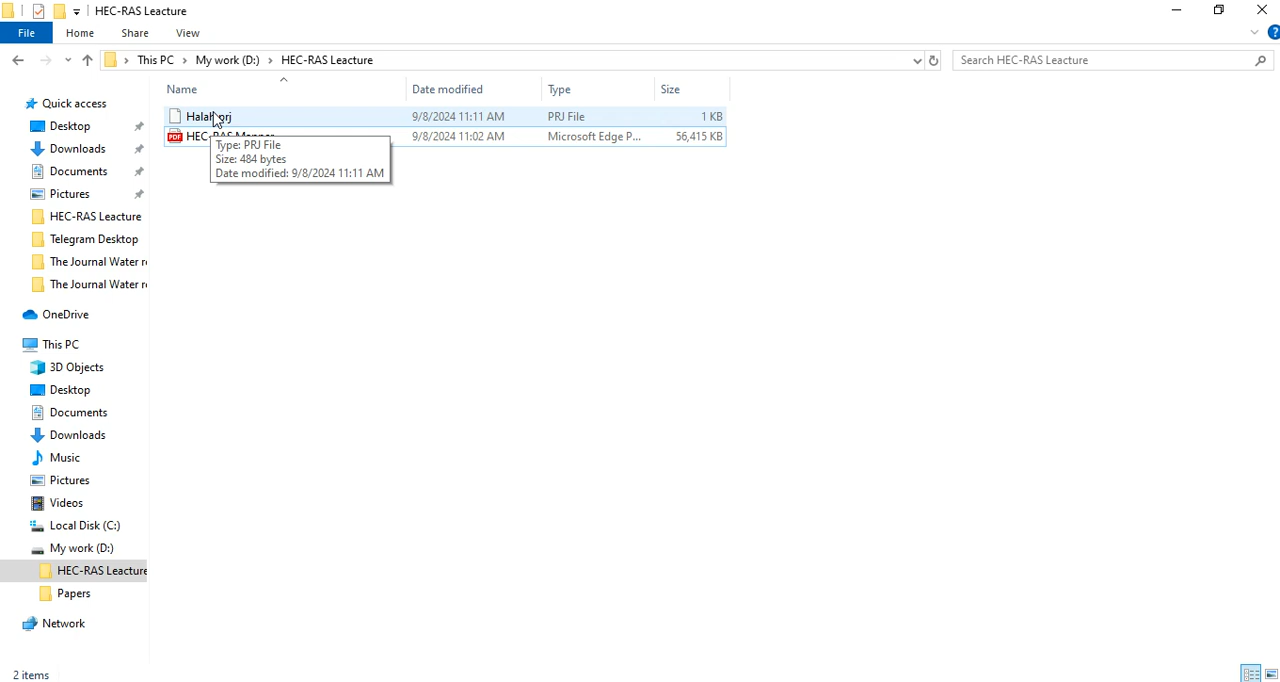 HEC-RAS Leacture
File Home Share View
This PC My work (D:) HEC-RAS Leacture Search HEC-RAS Leacture
Name Date modified Type Size
9/8/2024 11:11 AM PRJ File 1 KB
9/8/2024 11:02 AM Microsoft Edge P... 56,415 KB
Type: PRJ File
Size: 484 bytes
Date modified: 9/8/2024 11:11 AM
Quick access
Desktop
Downloads
Documents
Pictures
HEC-RAS Leacture
Telegram Desktop
The Journal Water r
The Journal Water r
OneDrive
This PC
3D Objects
Desktop
Documents
Downloads
Music
Pictures
Videos
Local Disk (C:)
My work (D:)
HEC-RAS Leacture
Papers
Network
2 items